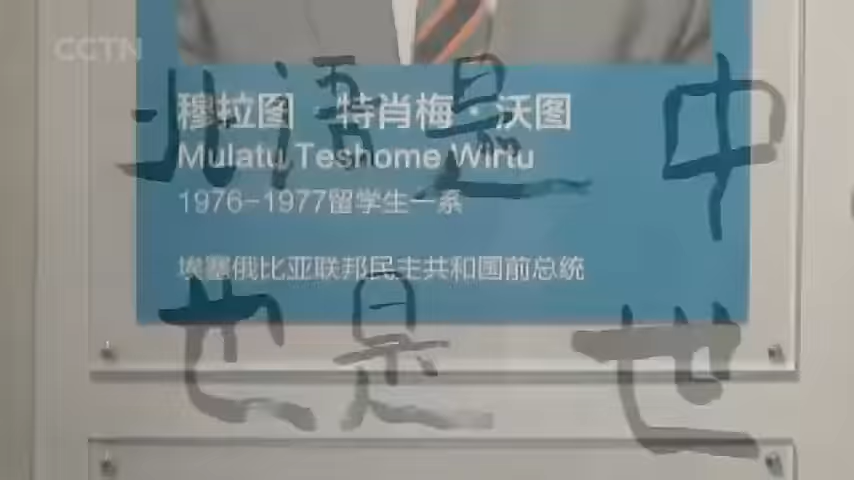 CCTN
穆拉图·特肖梅·沃图
Mulatu Teshome Wirtu
1976-1977留学生一系
埃塞俄比亚联邦民主共和国前总统
北语是 中
也是 世